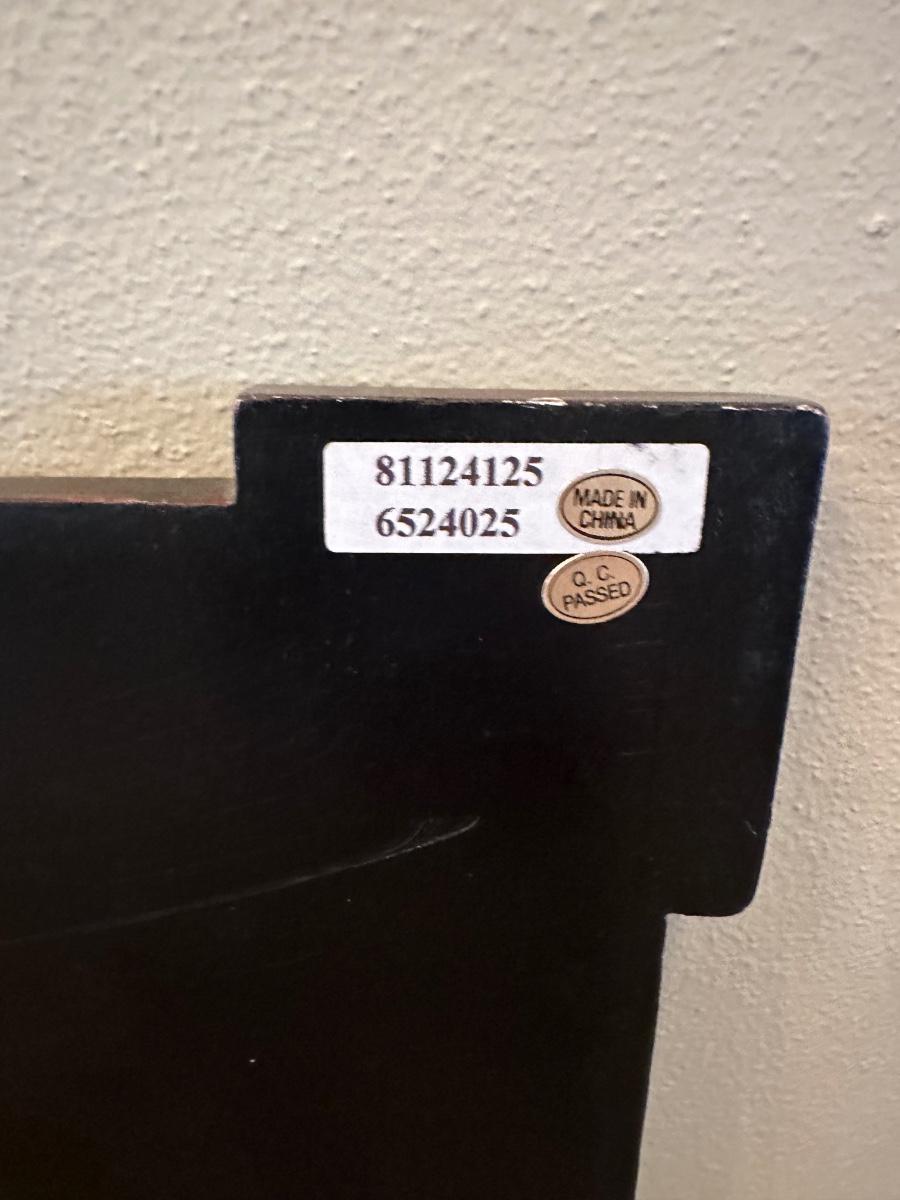 81124125
6524025
MADE IN
CHINA
Q. C.
PASSED